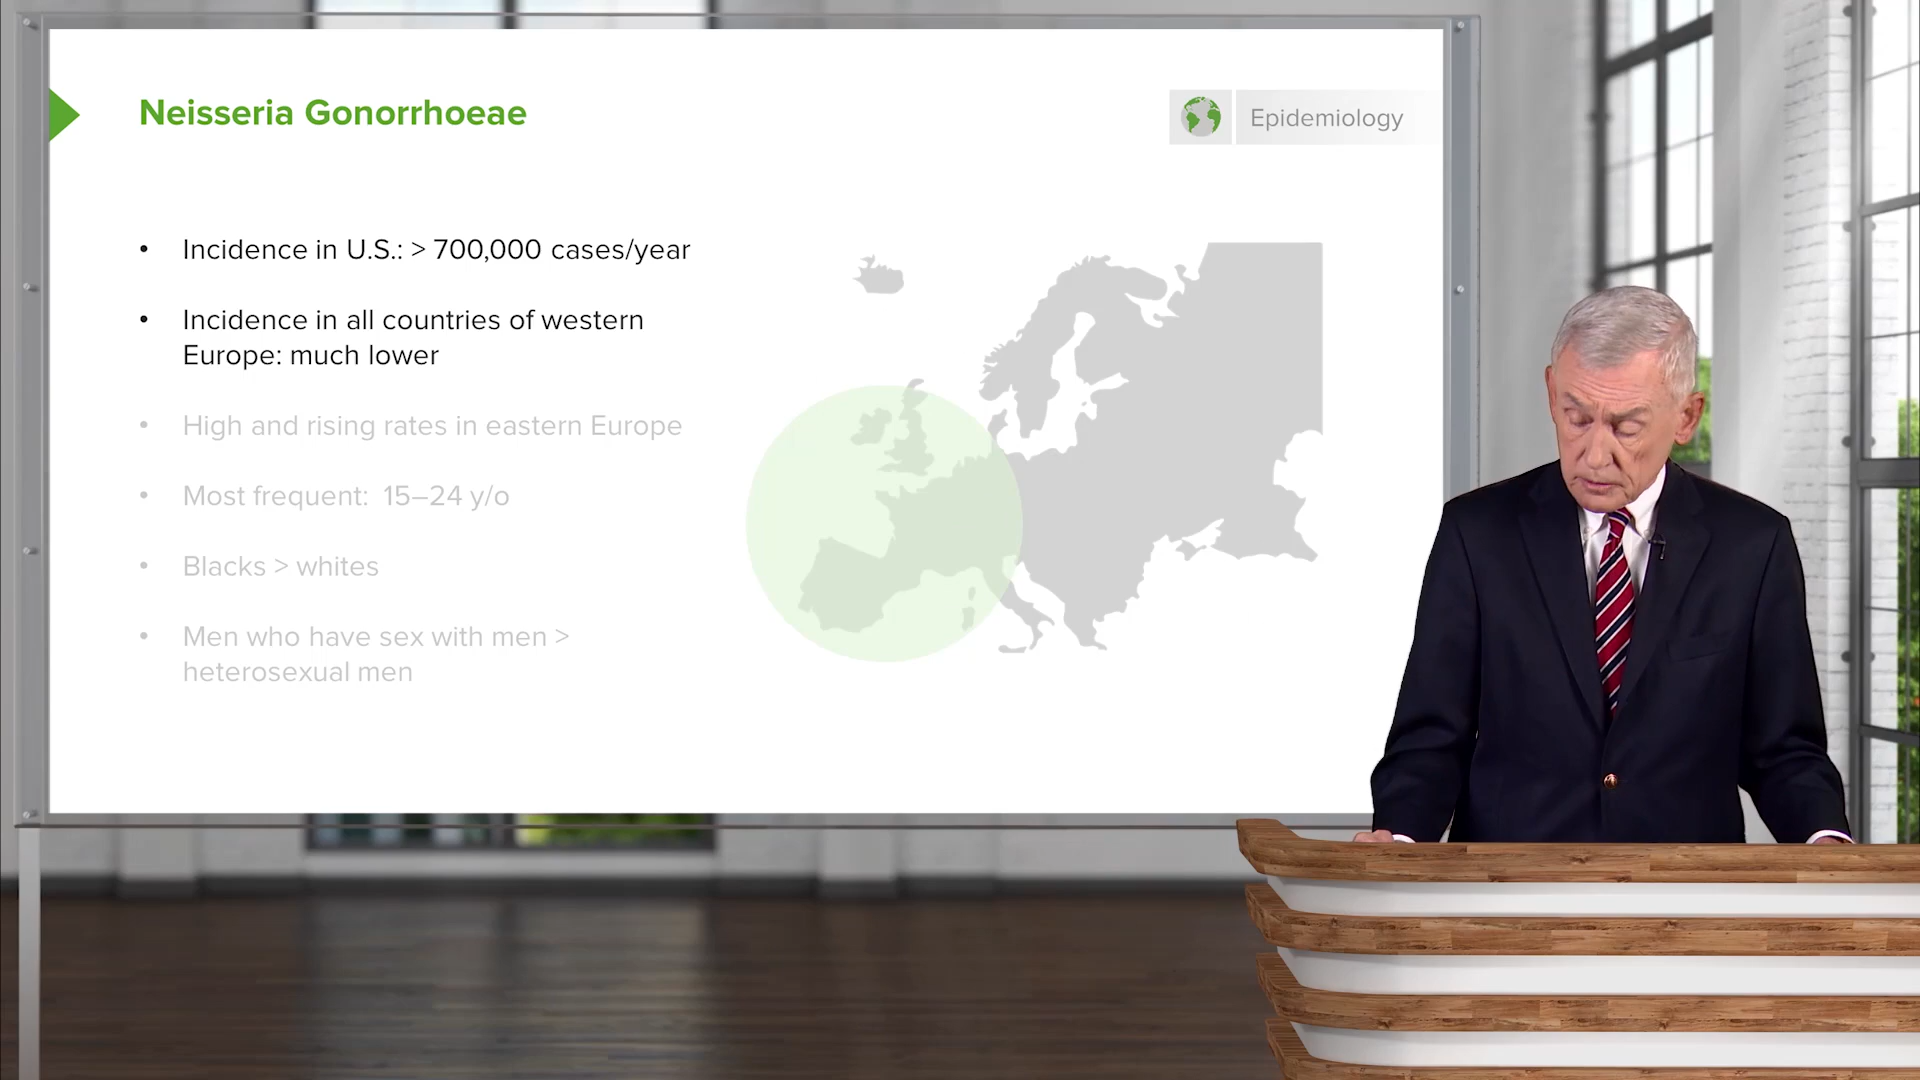 Neisseria Gonorrhoeae
Epidemiology
• Incidence in U.S.: > 700,000 cases/year
• Incidence in all countries of western
Europe: much lower
• High and rising rates in eastern Europe
• Most frequent: 15–24 y/o
• Blacks > whites
• Men who have sex with men >
heterosexual men